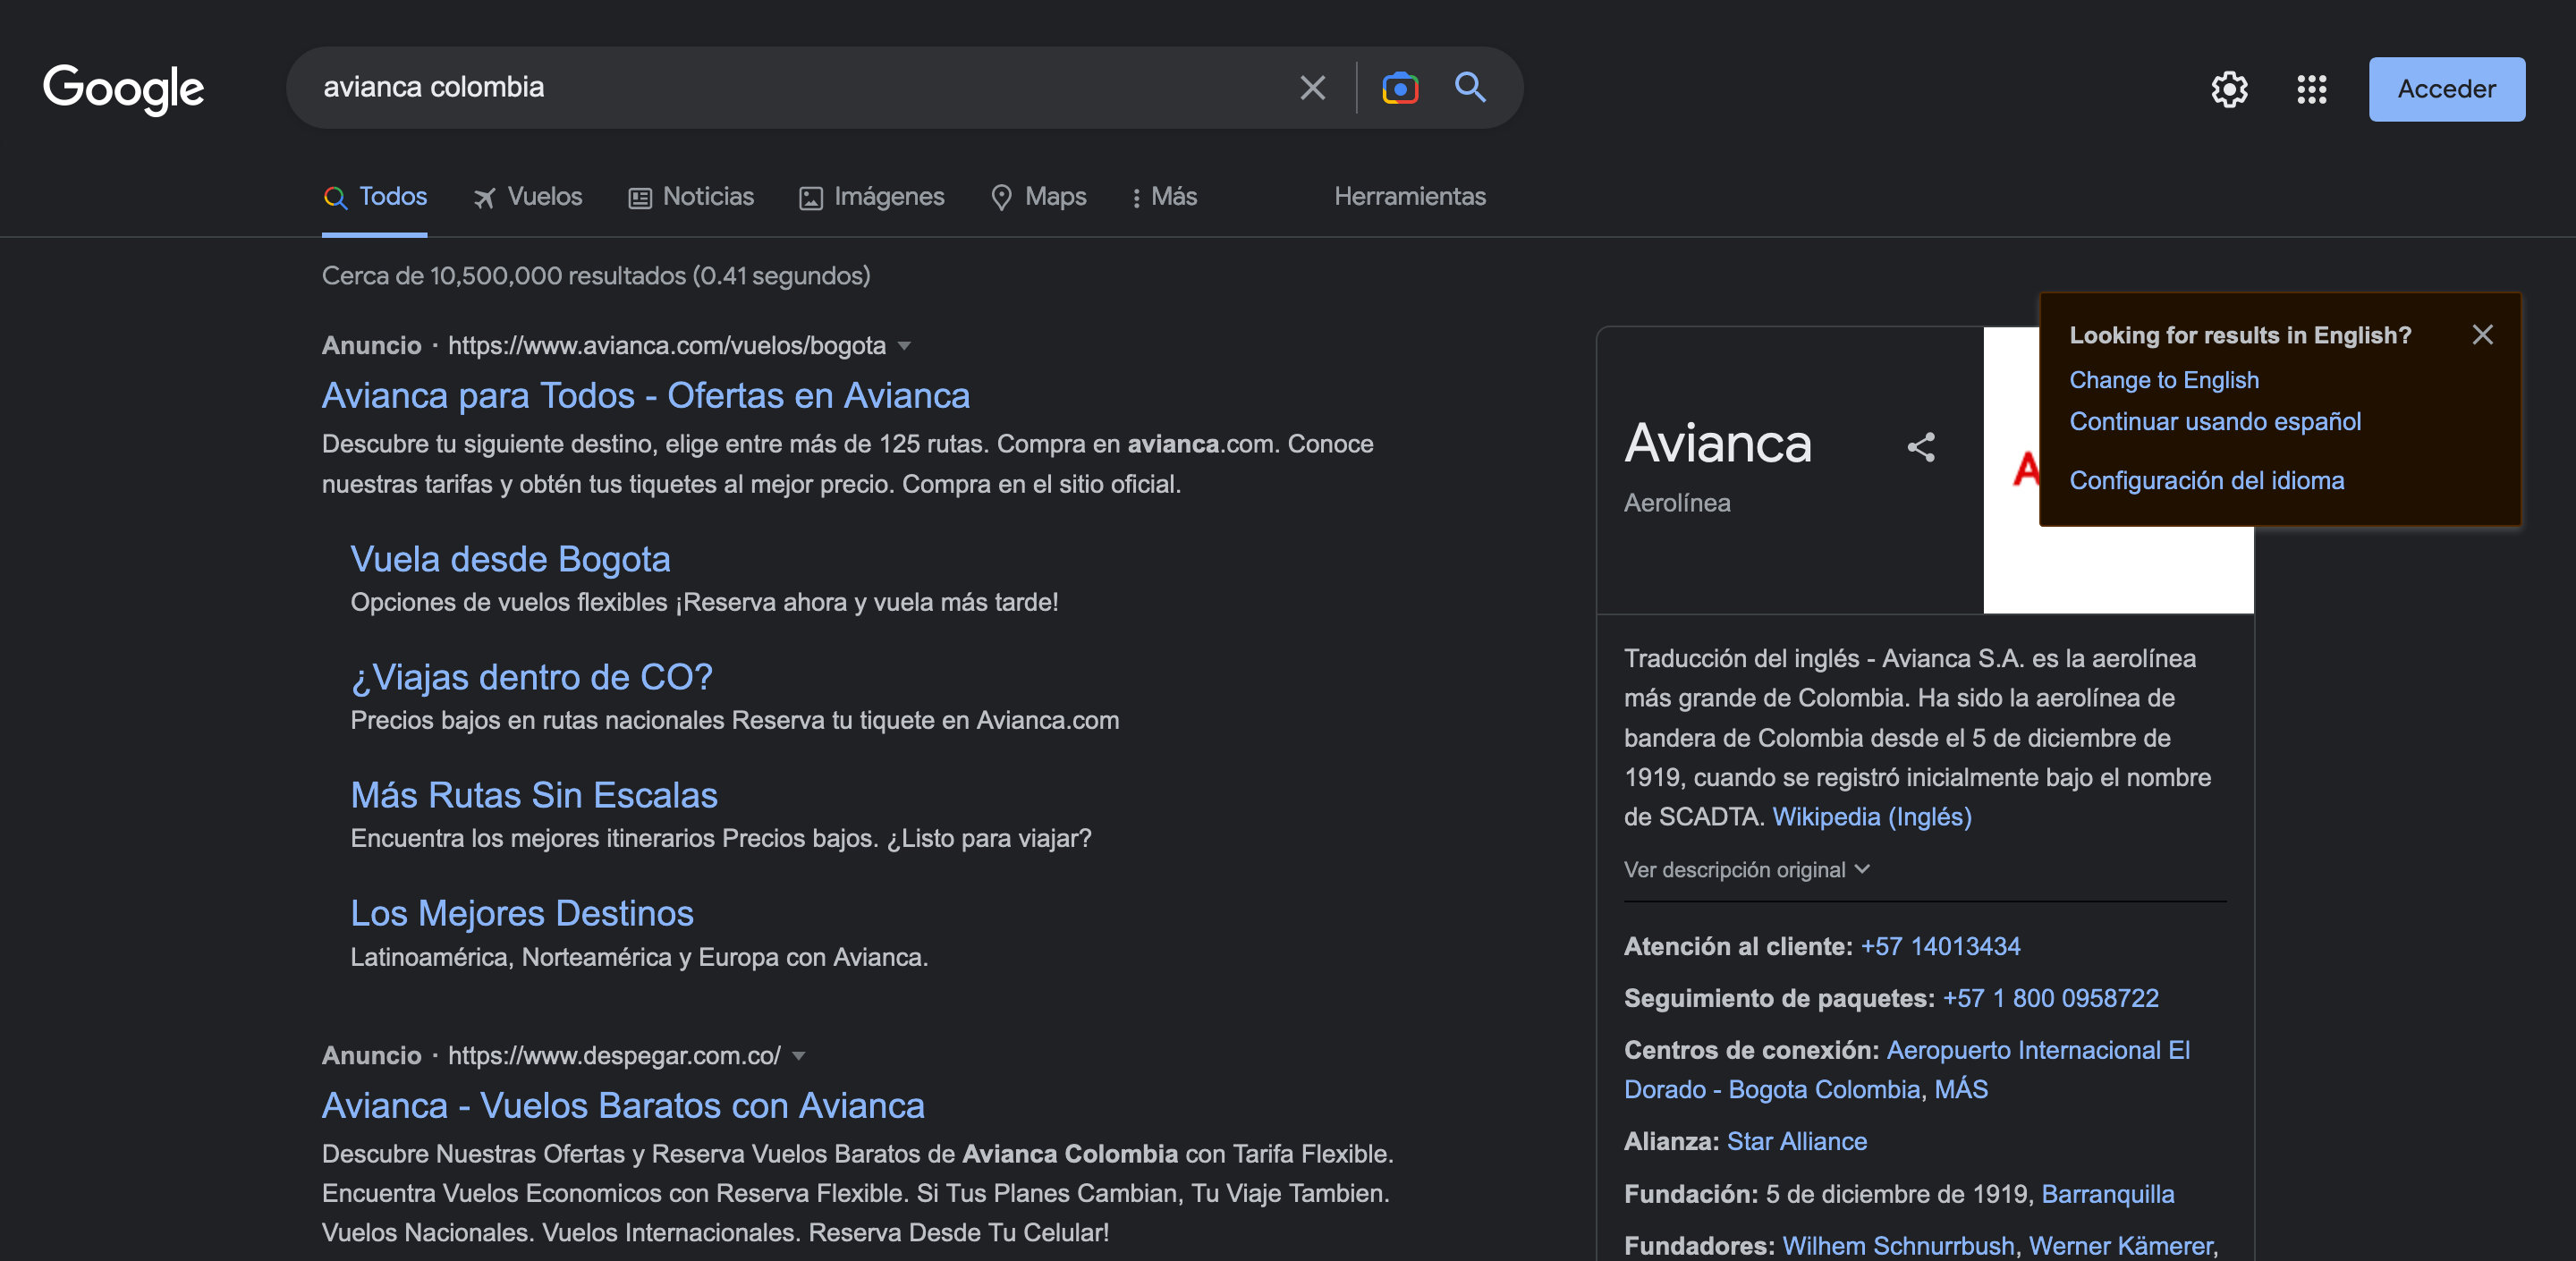 Google
avianca colombia
Acceder
Todos
Vuelos
Noticias
Imágenes
Maps
Más
Herramientas
Cerca de 10,500,000 resultados (0.41 segundos)
Anuncio · https://www.avianca.com/vuelos/bogota
Avianca para Todos - Ofertas en Avianca
Descubre tu siguiente destino, elige entre más de 125 rutas. Compra en avianca.com. Conoce
nuestras tarifas y obtén tus tiquetes al mejor precio. Compra en el sitio oficial.
Vuela desde Bogota
Opciones de vuelos flexibles ¡Reserva ahora y vuela más tarde!
¿Viajas dentro de CO?
Precios bajos en rutas nacionales Reserva tu tiquete en Avianca.com
Más Rutas Sin Escalas
Encuentra los mejores itinerarios Precios bajos. ¿Listo para viajar?
Los Mejores Destinos
Latinoamérica, Norteamérica y Europa con Avianca.
Anuncio · https://www.despegar.com.co/
Avianca - Vuelos Baratos con Avianca
Descubre Nuestras Ofertas y Reserva Vuelos Baratos de Avianca Colombia con Tarifa Flexible.
Encuentra Vuelos Economicos con Reserva Flexible. Si Tus Planes Cambian, Tu Viaje Tambien.
Vuelos Nacionales. Vuelos Internacionales. Reserva Desde Tu Celular!
Looking for results in English?
Change to English
Continuar usando español
Configuración del idioma
Avianca
Aerolínea
A
Traducción del inglés - Avianca S.A. es la aerolínea
más grande de Colombia. Ha sido la aerolínea de
bandera de Colombia desde el 5 de diciembre de
1919, cuando se registró inicialmente bajo el nombre
de SCADTA. Wikipedia (Inglés)
Ver descripción original
Atención al cliente: +57 14013434
Seguimiento de paquetes: +57 1 800 0958722
Centros de conexión: Aeropuerto Internacional El
Dorado - Bogota Colombia, MÁS
Alianza: Star Alliance
Fundación: 5 de diciembre de 1919, Barranquilla
Fundadores: Wilhem Schnurrbush, Werner Kämerer,